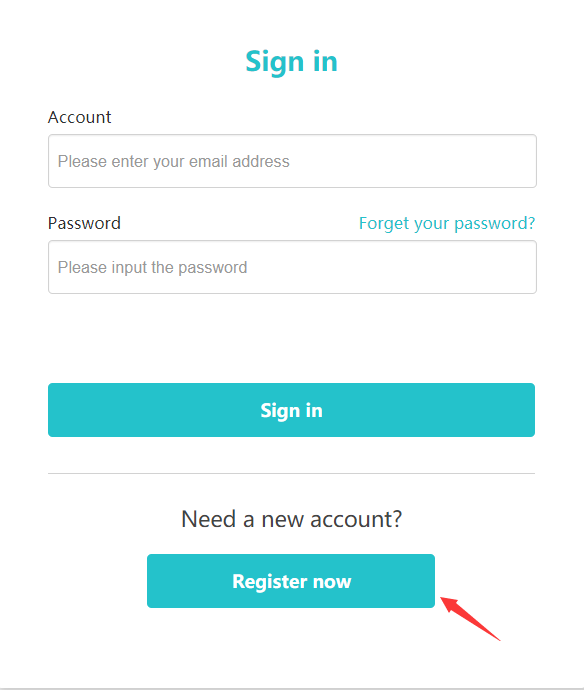 Sign in
Account
Please enter your email address
Password Forget your password?
Please input the password
Sign in
Need a new account?
Register now